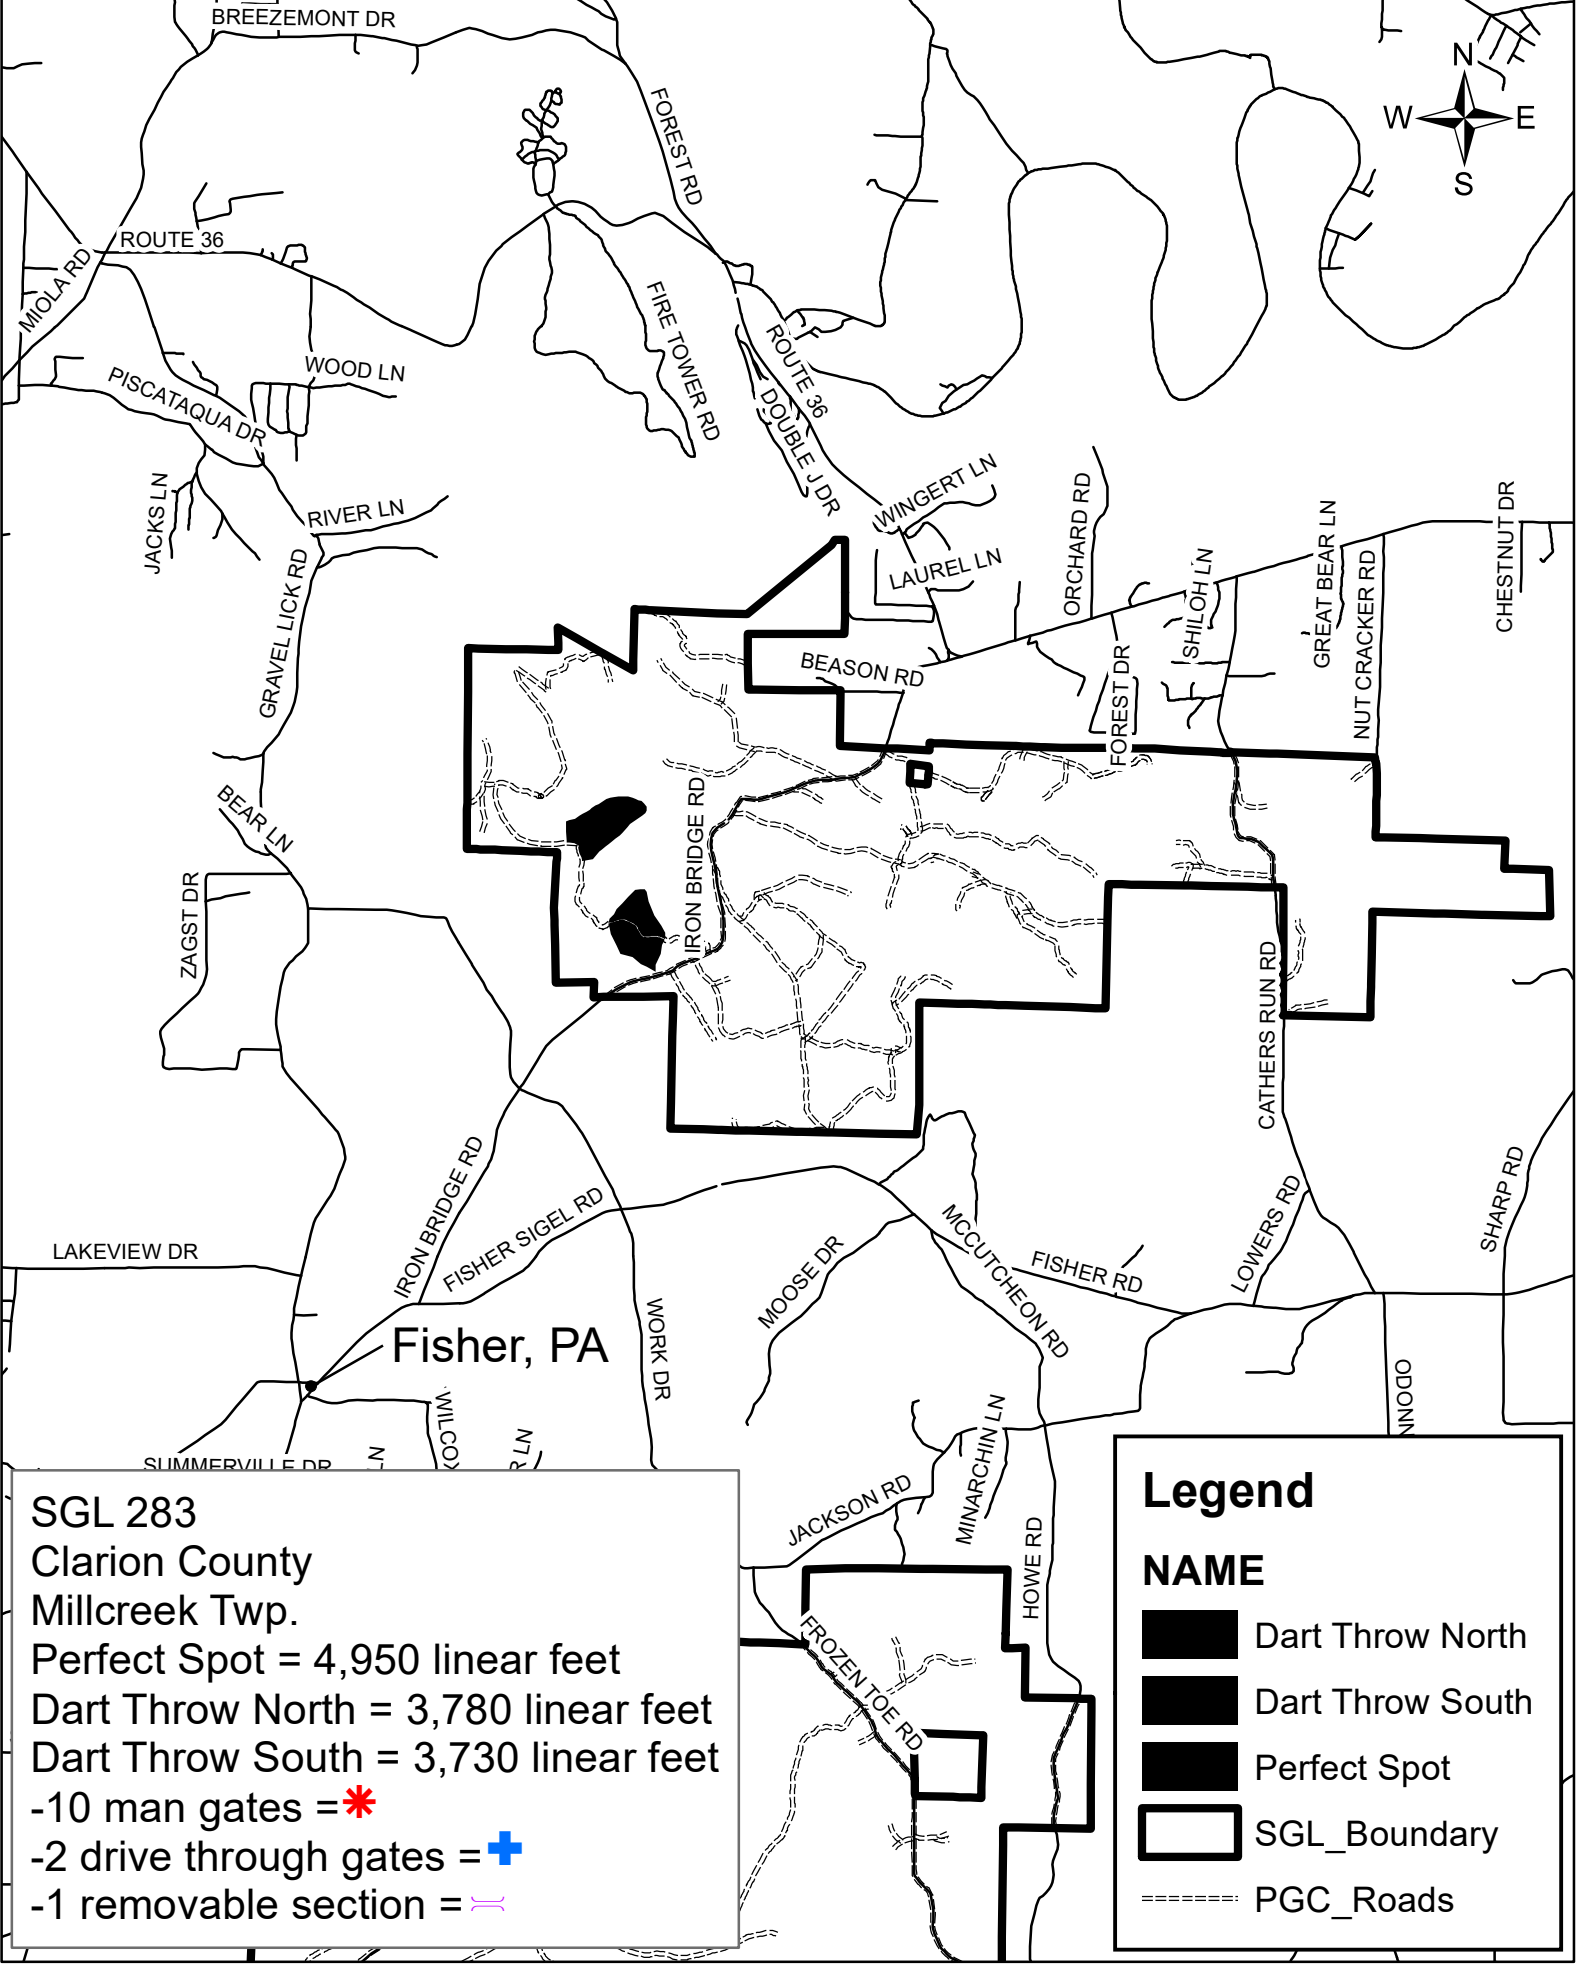 BREEZEMONT DR
N
W
E
S
FOREST RD
ROUTE 36
MIOLA RD
FIRE TOWER RD
ROUTE 36
WOOD LN
PISCATAQUA DR
DOUBLE J DR
WINGERT LN
JACKS LN
RIVER LN
ORCHARD RD
CHESTNUT DR
GREAT BEAR LN
LAUREL LN
SHILOH LN
NUT CRACKER RD
GRAVEL LICK RD
BEASON RD
FOREST DR
BEAR LN
IRON BRIDGE RD
ZAGST DR
CATHERS RUN RD
IRON BRIDGE RD
FISHER SIGEL RD
LAKEVIEW DR
MCCUTCHEON RD
MOOSE DR
FISHER RD
LOWERS RD
SHARP RD
WORK DR
Fisher, PA
ODONN
WILCOX
MINARCHIN LN
R LN
SUMMERVILLE DR
JACKSON RD
HOWE RD
FROZEN TOE RD
SGL 283
Clarion County
Millcreek Twp.
Perfect Spot = 4,950 linear feet
Dart Throw North = 3,780 linear feet
Dart Throw South = 3,730 linear feet
-10 man gates =
-2 drive through gates =
-1 removable section =
Legend
NAME
Dart Throw North
Dart Throw South
Perfect Spot
SGL_Boundary
PGC_Roads